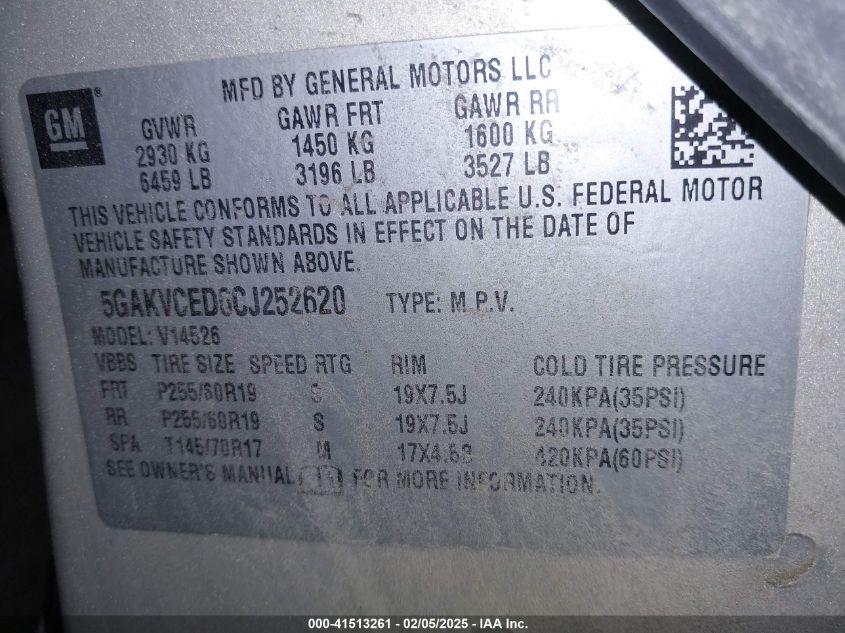 GM®
MFD BY GENERAL MOTORS LLC
GVWR GAWR FRT GAWR RR
2930 KG 1450 KG 1600 KG
6459 LB 3196 LB 3527 LB
THIS VEHICLE CONFORMS TO ALL APPLICABLE U.S. FEDERAL MOTOR
VEHICLE SAFETY STANDARDS IN EFFECT ON THE DATE OF
MANUFACTURE SHOWN ABOVE.
5GAKVCED6CJ252620 TYPE: M.P.V.
MODEL: V14526
VBBS TIRE SIZE SPEED RTG RIM COLD TIRE PRESSURE
FRT P255/60R19 S 19X7.5J 240KPA(35PSI)
RR P255/60R19 S 19X7.5J 240KPA(35PSI)
SPA T145/70R17 M 17X4.5B 420KPA(60PSI)
SEE OWNER'S MANUAL FOR MORE INFORMATION.
000-41513261 - 02/05/2025 - IAA Inc.